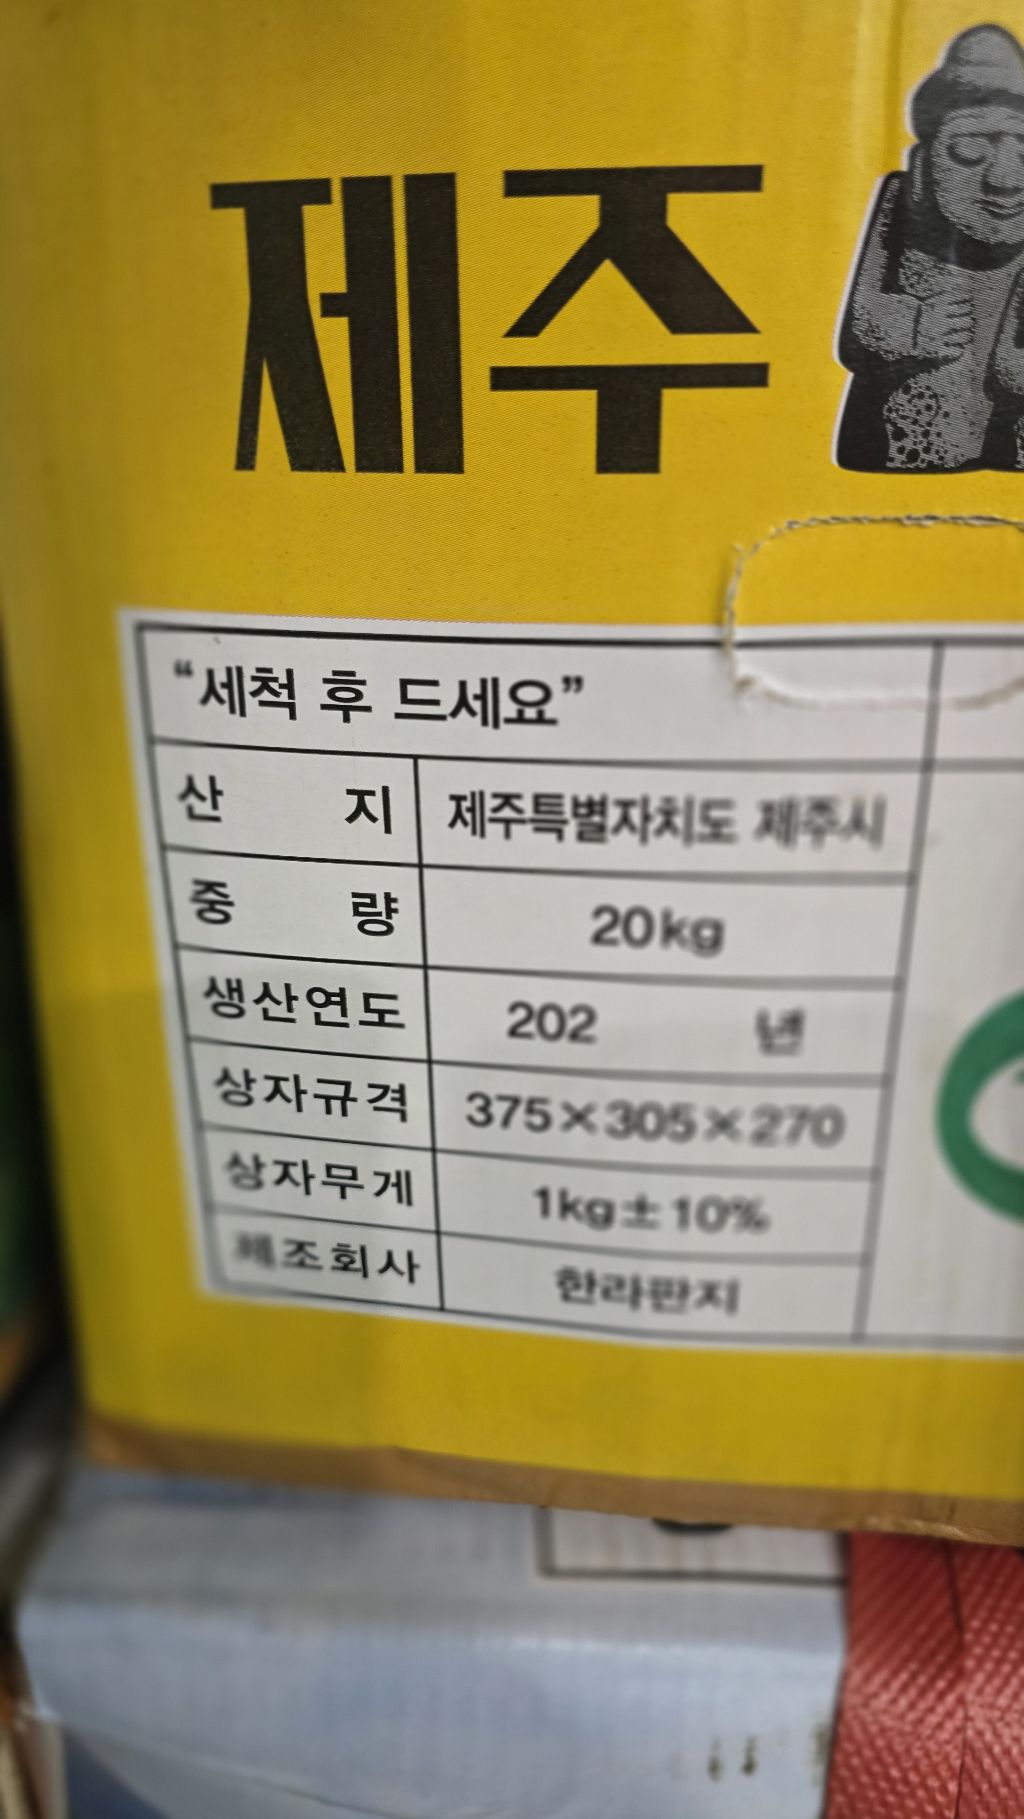 제주
“세척 후 드세요”
산 지 제주특별자치도 제주시
중 량 20kg
생산연도 202 년
상자규격 375×305×270
상자무게 1kg±10%
제조회사 한라판지